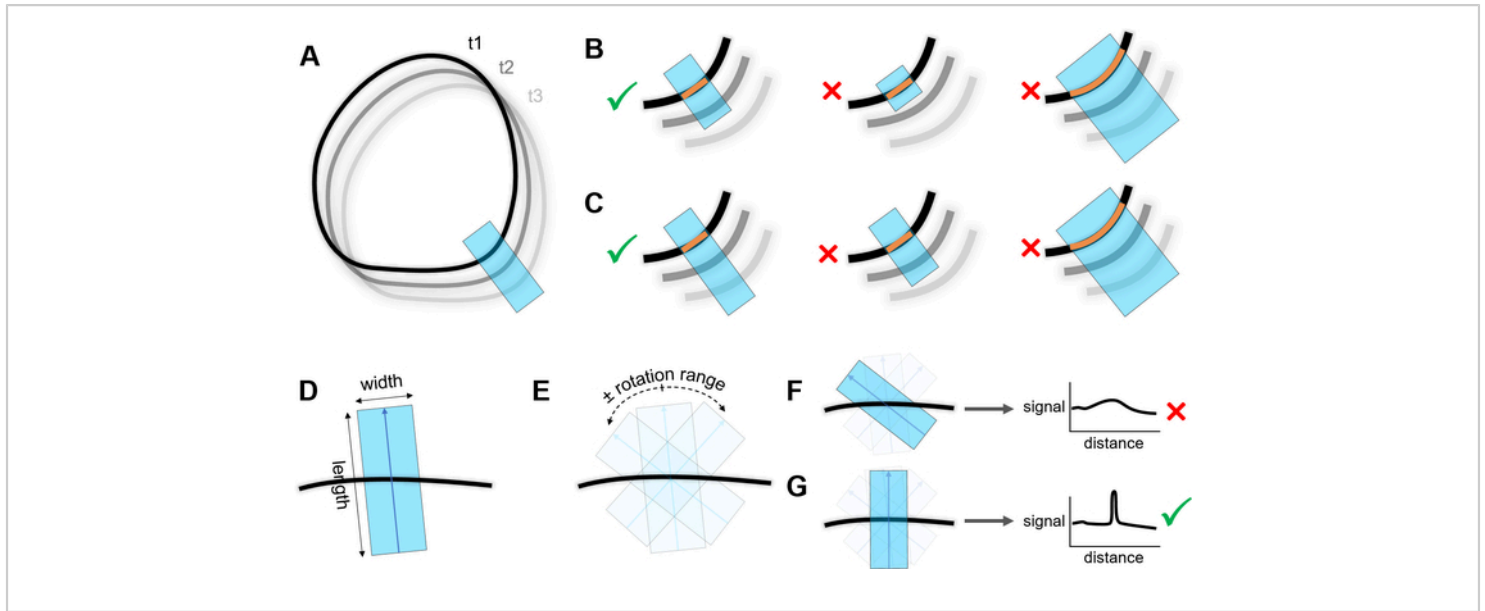 A
t1
t2
t3
B
C
D
width
length
E
± rotation range
F
signal
distance
G
signal
distance